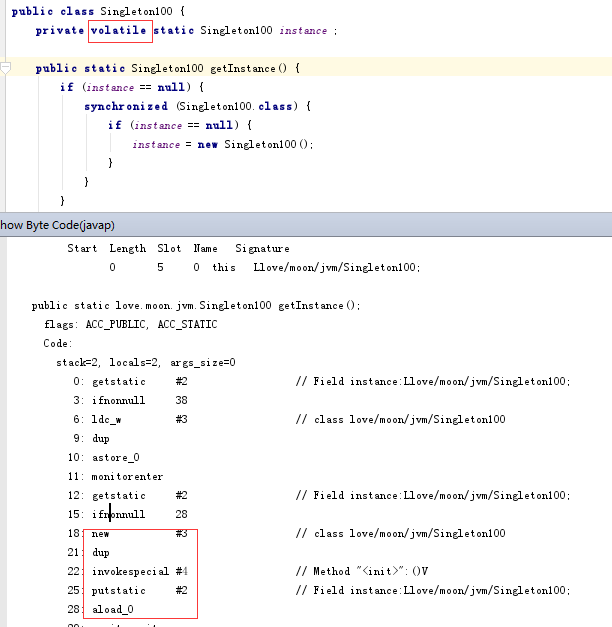 public class Singleton100 {
private volatile static Singleton100 instance ;
public static Singleton100 getInstance() {
if (instance == null) {
synchronized (Singleton100.class) {
if (instance == null) {
instance = new Singleton100();
}
}
}
how Byte Code(javap)
Start Length Slot Name Signature
0 5 0 this Llove/moon/jvm/Singleton100;
public static love.moon.jvm.Singleton100 getInstance();
flags: ACC_PUBLIC, ACC_STATIC
Code:
stack=2, locals=2, args_size=0
0: getstatic #2 // Field instance:Llove/moon/jvm/Singleton100;
3: ifnonnull 38
6: ldc_w #3 // class love/moon/jvm/Singleton100
9: dup
10: astore_0
11: monitorenter
12: getstatic #2 // Field instance:Llove/moon/jvm/Singleton100;
15: ifnonnull 28
18: new #3 // class love/moon/jvm/Singleton100
21: dup
22: invokespecial #4 // Method "<init>":()V
25: putstatic #2 // Field instance:Llove/moon/jvm/Singleton100;
28: aload_0